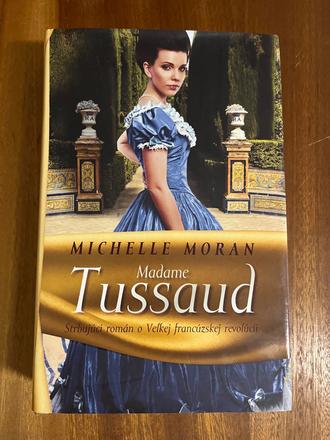 MICHELLE MORAN
Madame
Tussaud
Strhujúci román o Veľkej francúzskej revolúcii